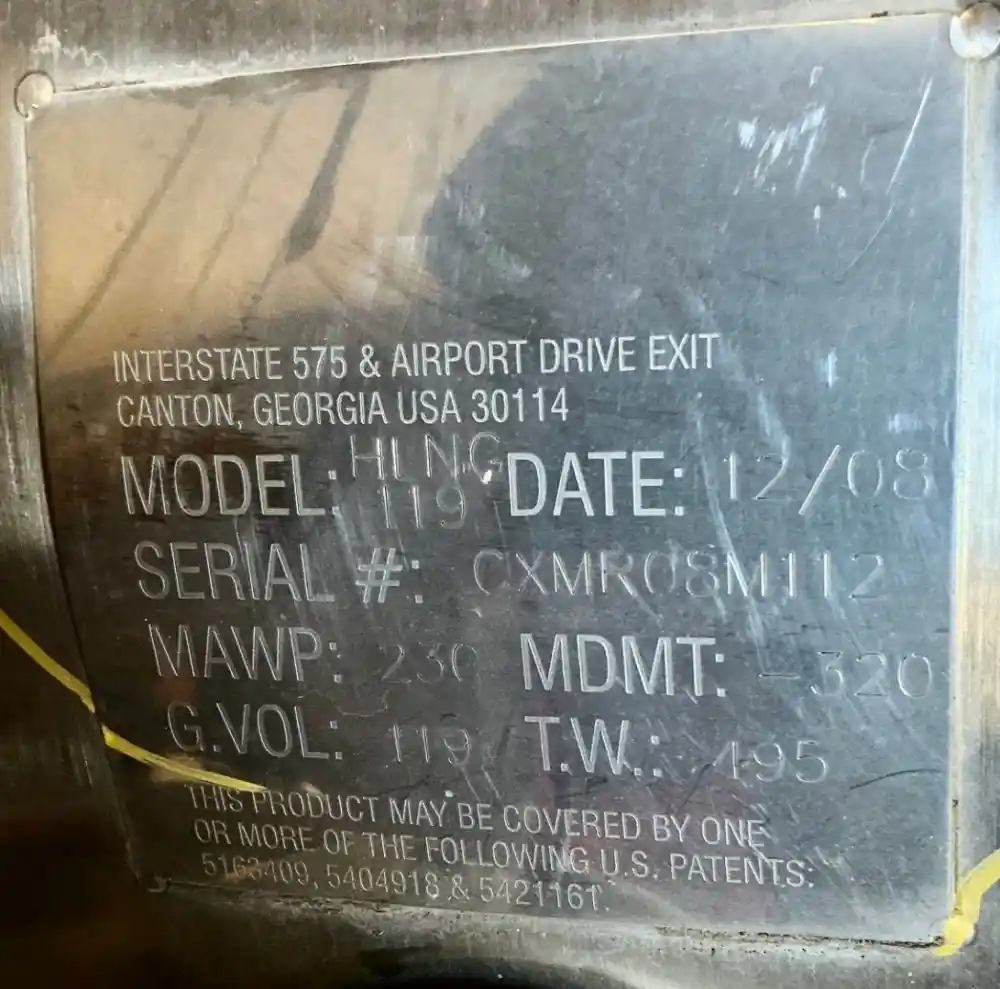 INTERSTATE 575 & AIRPORT DRIVE EXIT
CANTON, GEORGIA USA 30114
MODEL: HLNG 119 DATE: 12/08
SERIAL #: CXMR08M112
MAWP: 230 MDMT: -320
G.VOL: 119 T.W.: 495
THIS PRODUCT MAY BE COVERED BY ONE
OR MORE OF THE FOLLOWING U.S. PATENTS:
5163409, 5404918 & 5421161.